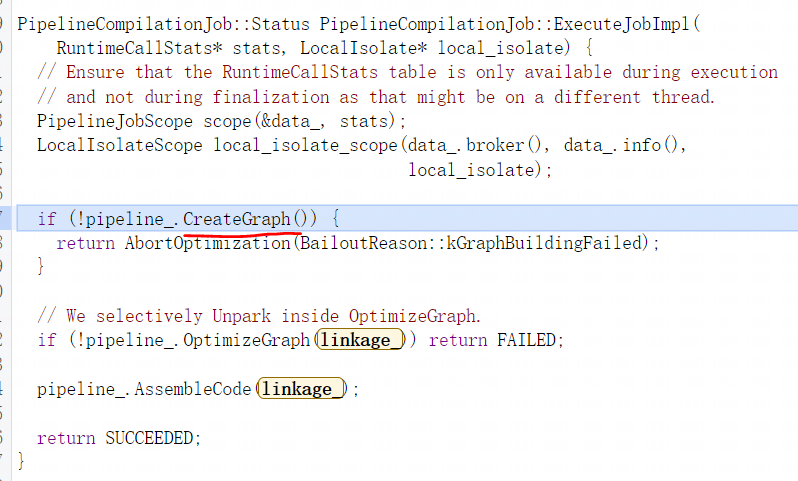 PipelineCompilationJob::Status PipelineCompilationJob::ExecuteJobImpl(
    RuntimeCallStats* stats, LocalIsolate* local_isolate) {
  // Ensure that the RuntimeCallStats table is only available during execution
  // and not during finalization as that might be on a different thread.
  PipelineJobScope scope(&data_, stats);
  LocalIsolateScope local_isolate_scope(data_.broker(), data_.info(),
                                        local_isolate);
  if (!pipeline_.CreateGraph()) {
    return AbortOptimization(BailoutReason::kGraphBuildingFailed);
  }
  // We selectively Unpark inside OptimizeGraph.
  if (!pipeline_.OptimizeGraph(linkage_)) return FAILED;
  pipeline_.AssembleCode(linkage_);
  return SUCCEEDED;
}